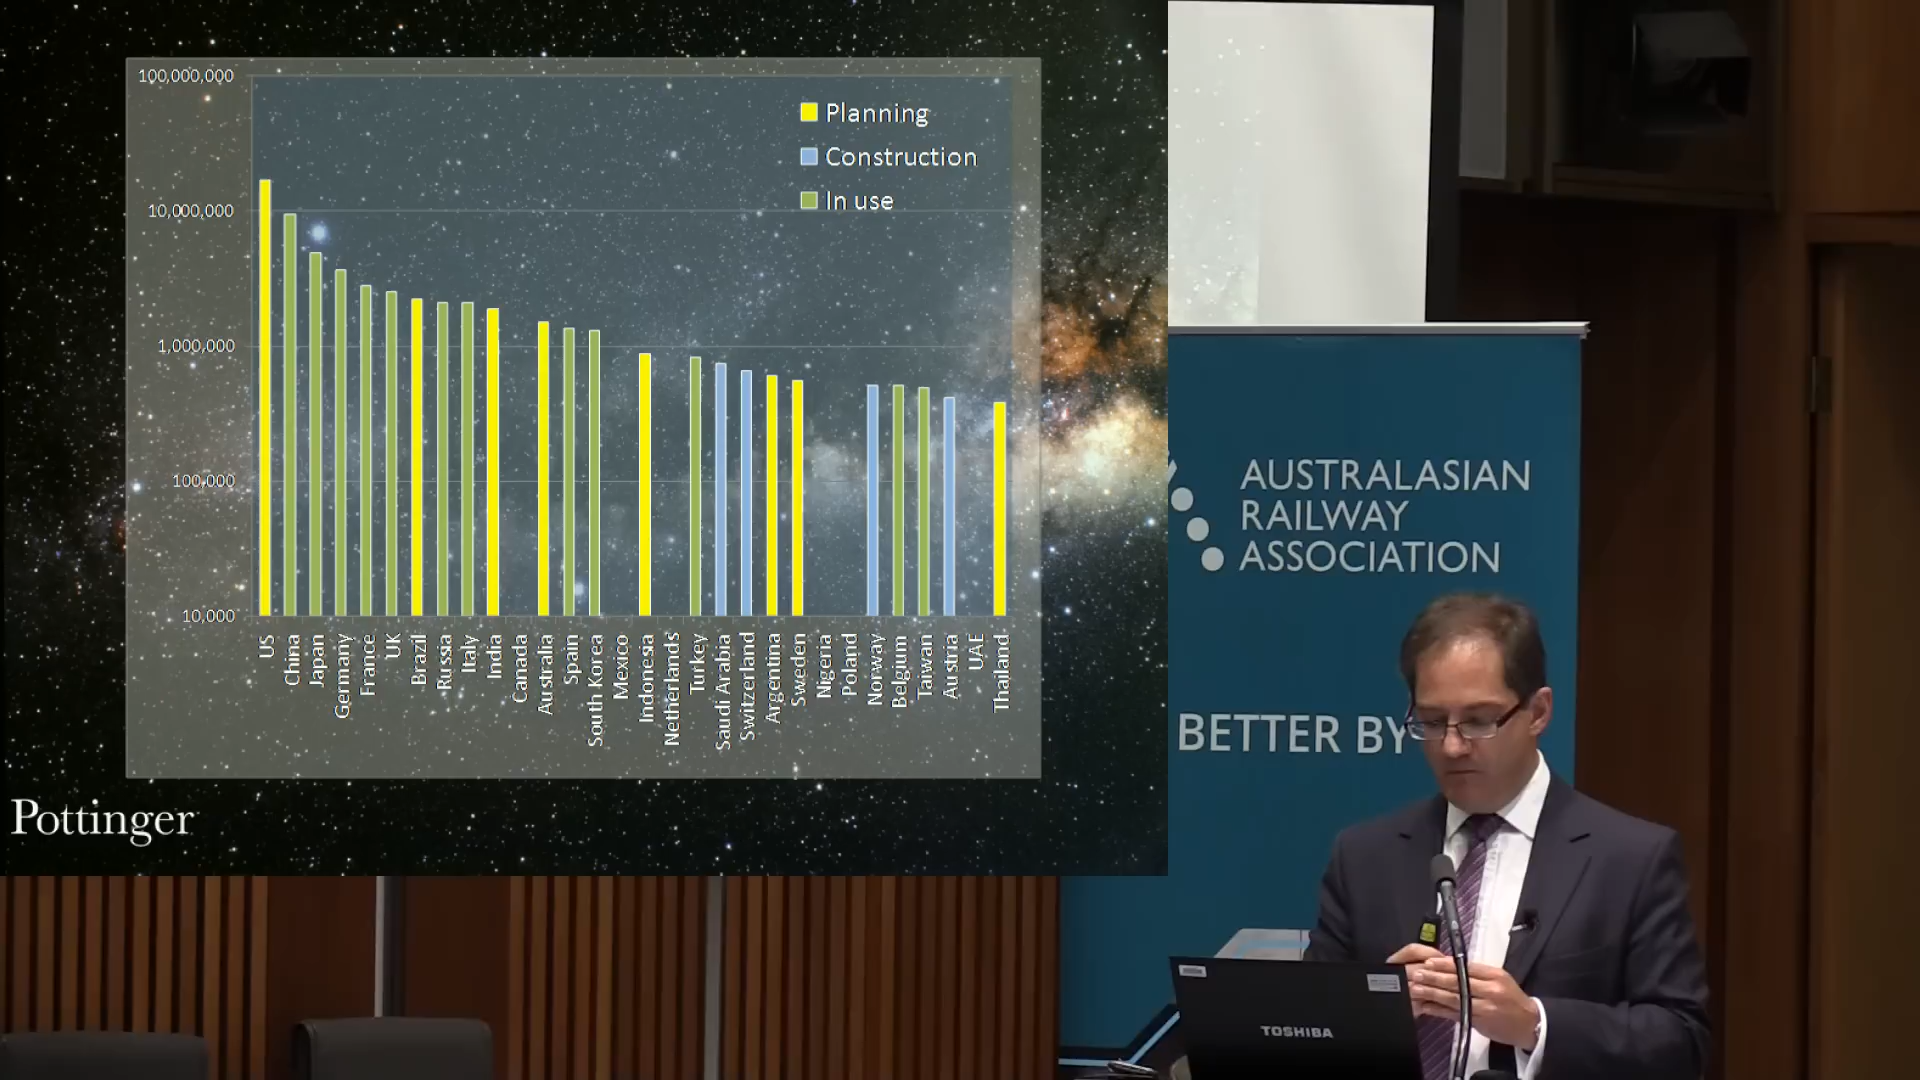 100,000,000
10,000,000
1,000,000
100,000
10,000
Planning
Construction
In use
US
China
Japan
Germany
France
UK
Brazil
Russia
Italy
India
Canada
Australia
Spain
South Korea
Mexico
Indonesia
Netherlands
Turkey
Saudi Arabia
Switzerland
Argentina
Sweden
Nigeria
Poland
Norway
Belgium
Taiwan
Austria
UAE
Thailand
Pottinger
AUSTRALASIAN
RAILWAY
ASSOCIATION
BETTER BY
TOSHIBA